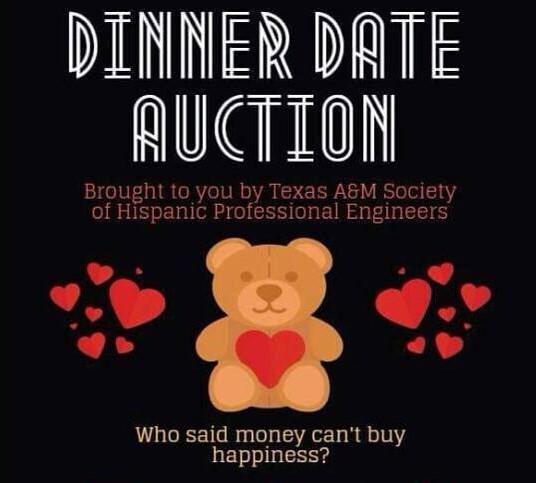 DINNER DATE
AUCTION
Brought to you by Texas A&M Society
of Hispanic Professional Engineers
Who said money can't buy
happiness?